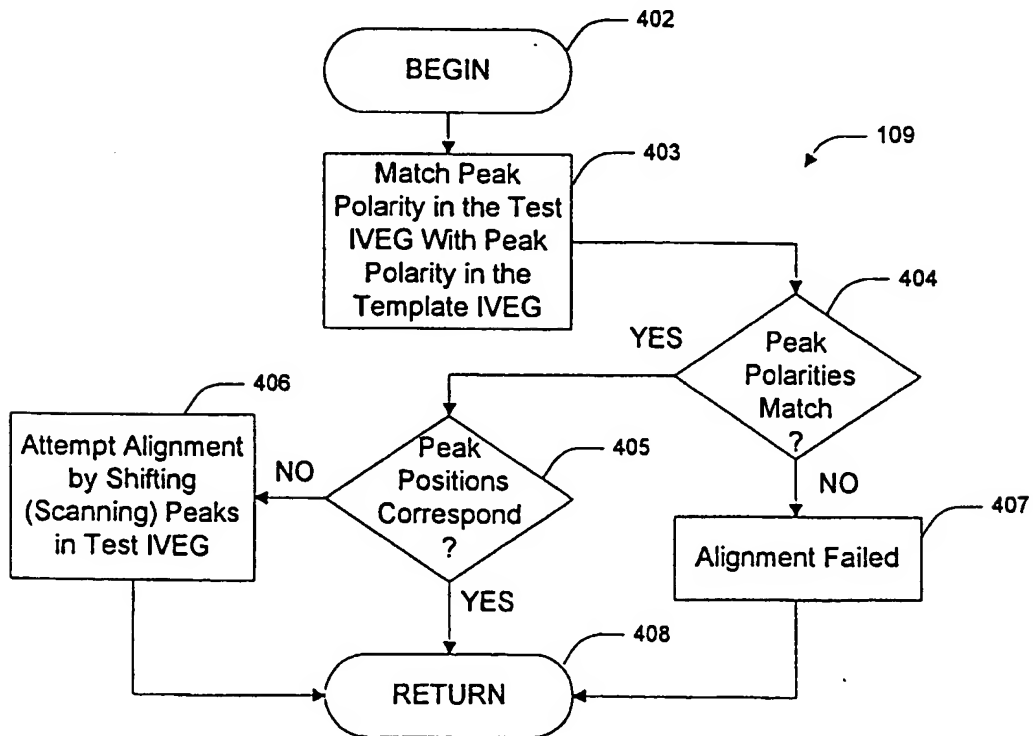 402
BEGIN
109
403
Match Peak
Polarity in the Test
IVEG With Peak
Polarity in the
Template IVEG
404
YES
Peak
Polarities
Match
?
406
Attempt Alignment
by Shifting
(Scanning) Peaks
in Test IVEG
NO
405
Peak
Positions
Correspond
?
NO
407
Alignment Failed
YES
408
RETURN